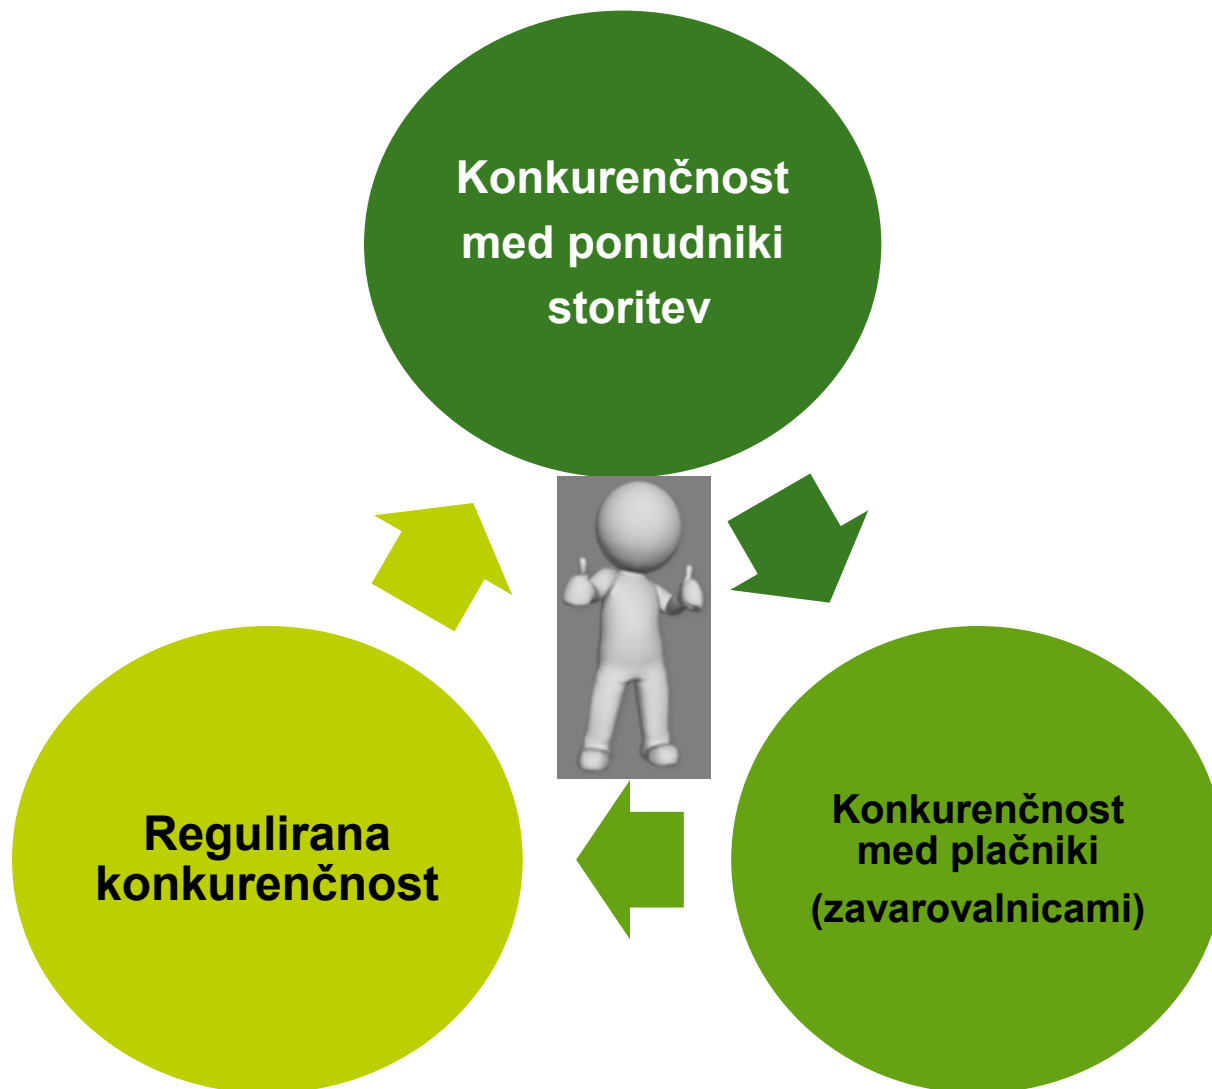 Konkurenčnost
med ponudniki
storitev
Regulirana
konkurenčnost
Konkurenčnost
med plačniki
(zavarovalnicami)